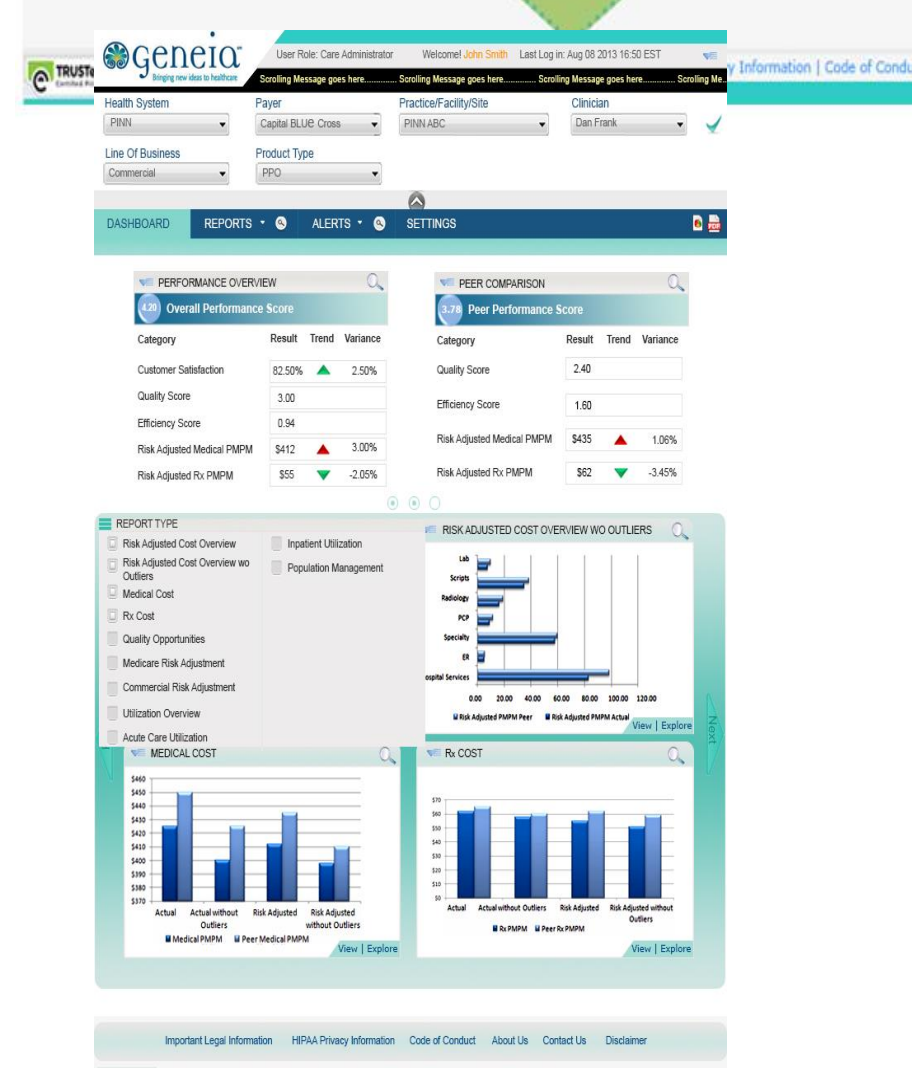 geneia
Bringing new ideas to healthcare
User Role: Care Administrator Welcome! John Smith Last Log in: Aug 08 2013 16:50 EST
Scrolling Message goes here.............. Scrolling Message goes here.............. Scrolling Message goes here.............. Scrolling Me..
TRUSTe
y Information | Code of Condu
Health System Payer Practice/Facility/Site Clinician
PINN Capital BLUE Cross PINN ABC Dan Frank
Line Of Business Product Type
Commercial PPO
DASHBOARD REPORTS ALERTS SETTINGS
PDF
PERFORMANCE OVERVIEW
4.20 Overall Performance Score
Category Result Trend Variance
Customer Satisfaction 82.50% 2.50%
Quality Score 3.00
Efficiency Score 0.94
Risk Adjusted Medical PMPM $412 3.00%
Risk Adjusted Rx PMPM $55 -2.05%
PEER COMPARISON
3.78 Peer Performance Score
Category Result Trend Variance
Quality Score 2.40
Efficiency Score 1.60
Risk Adjusted Medical PMPM $435 1.06%
Risk Adjusted Rx PMPM $62 -3.45%
REPORT TYPE
Risk Adjusted Cost Overview
Risk Adjusted Cost Overview wo
Outliers
Medical Cost
Rx Cost
Quality Opportunities
Medicare Risk Adjustment
Commercial Risk Adjustment
Utilization Overview
Acute Care Utilization
Inpatient Utilization
Population Management
RISK ADJUSTED COST OVERVIEW WO OUTLIERS
Lab
Scripts
Radiology
PCP
Specialty
ER
ospital Services
0.00 20.00 40.00 60.00 80.00 100.00 120.00
Risk Adjusted PMPM Peer Risk Adjusted PMPM Actual
View | Explore
Next
MEDICAL COST
$460
$450
$440
$430
$420
$410
$400
$390
$380
$370
Actual Actual without Risk Adjusted Risk Adjusted
Outliers without Outliers
Medical PMPM Peer Medical PMPM
View | Explore
Rx COST
$70
$60
$50
$40
$30
$20
$10
$0
Actual Actual without Outliers Risk Adjusted Risk Adjusted without
Outliers
Rx PMPM Peer Rx PMPM
View | Explore
Important Legal Information HIPAA Privacy Information Code of Conduct About Us Contact Us Disclaimer